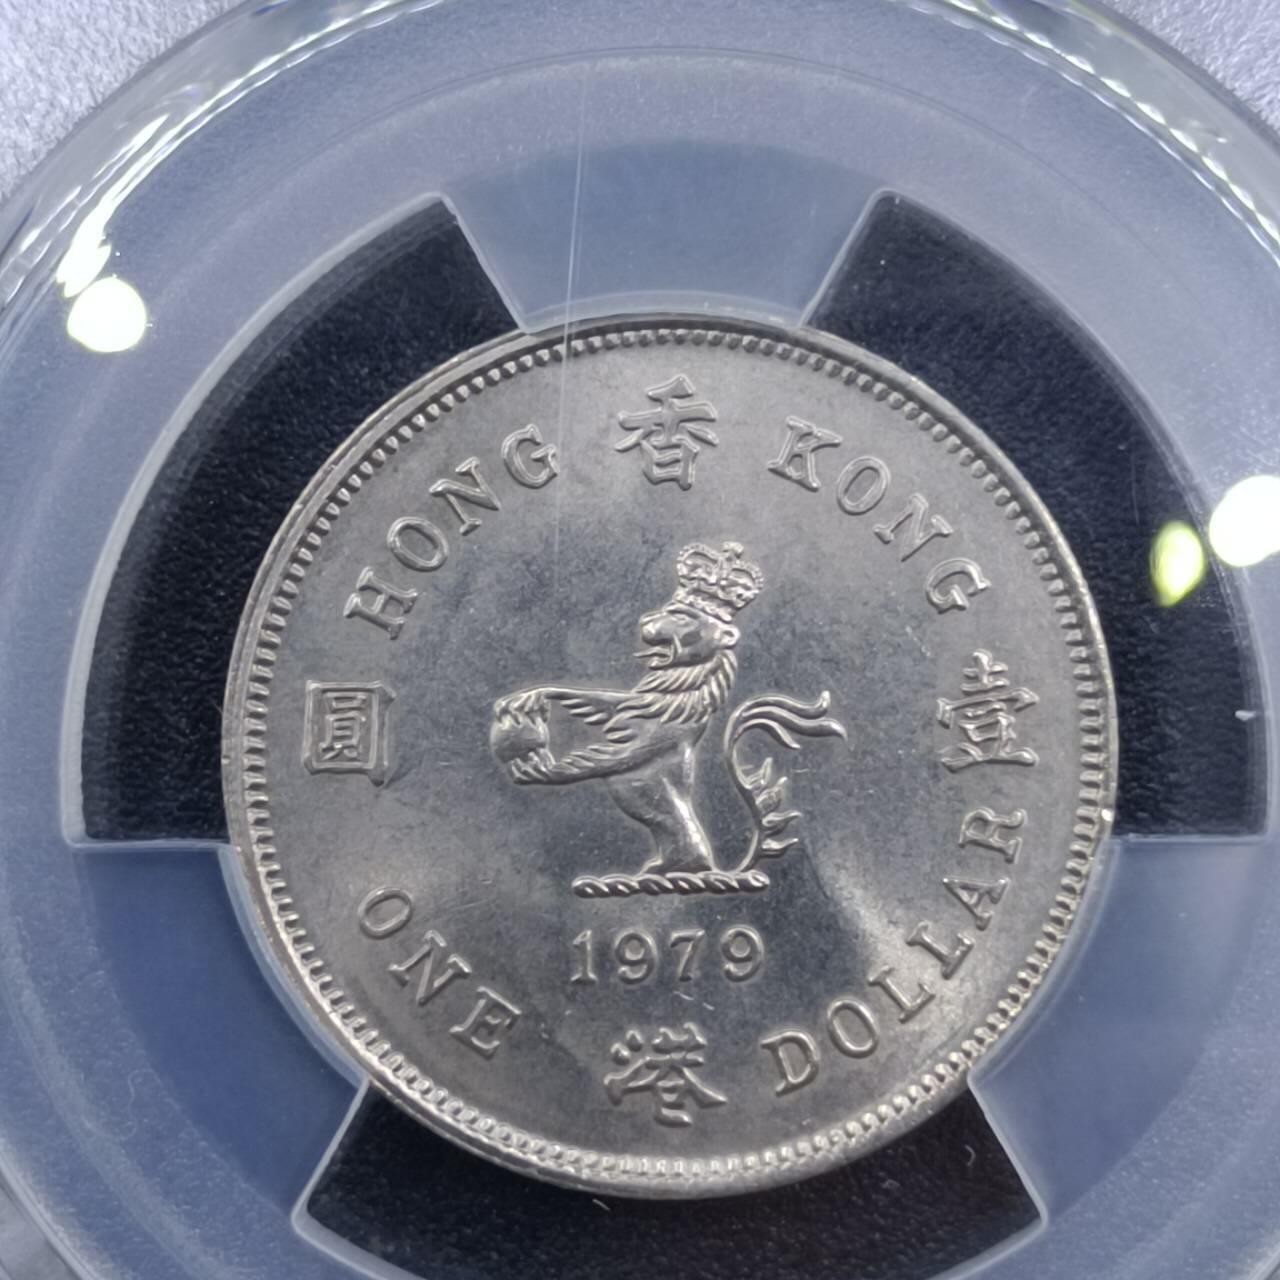 HONG KONG
香
港
壹
圓
1979
ONE DOLLAR